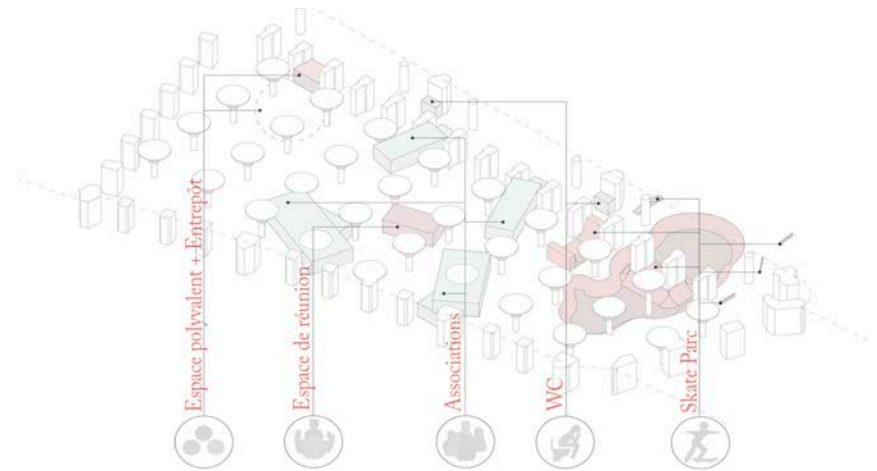 Espace polyvalent + Entrepôt
Espace de réunion
Associations
WC
Skate Parc